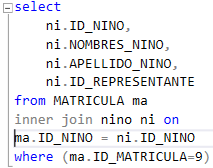 select
ni.ID_NINO,
ni.NOMBRES_NINO,
ni.APELLIDO_NINO,
ni.ID_REPRESENTANTE
from MATRICULA ma
inner join nino ni on
ma.ID_NINO = ni.ID_NINO
where (ma.ID_MATRICULA=9)